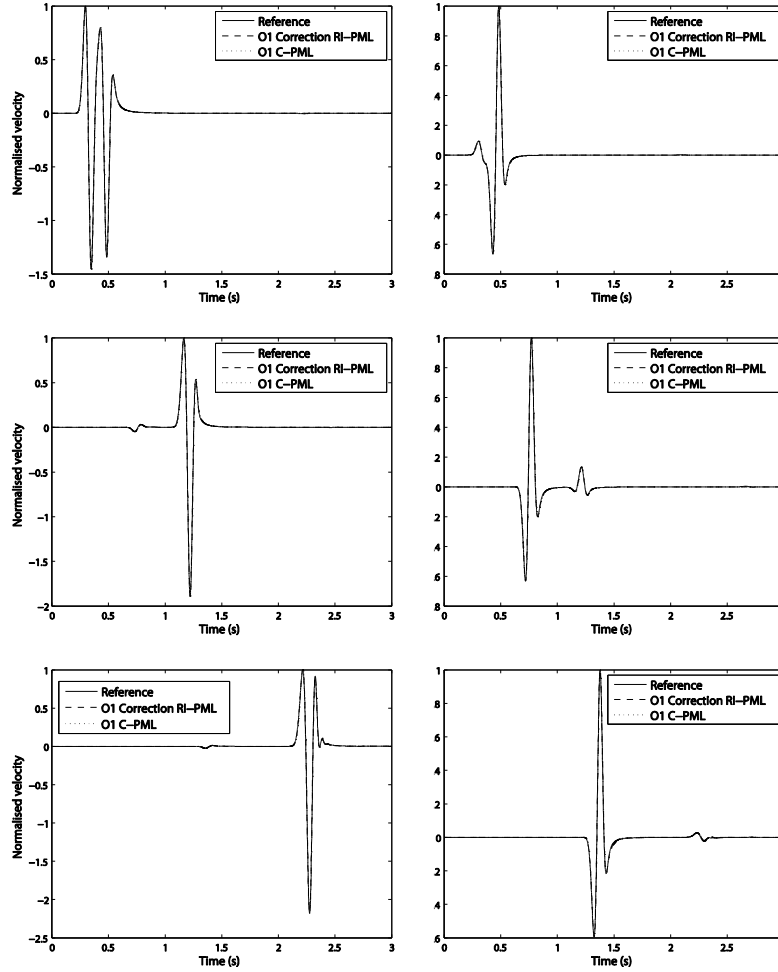 Reference
O1 Correction RI−PML
O1 C−PML
1
0.5
0
−0.5
−1
−1.5
Normalised velocity
0 0.5 1 1.5 2 2.5 3
Time (s)
Reference
O1 Correction RI−PML
O1 C−PML
1
.8
.6
.4
.2
0
.2
.4
.6
.8
0 0.5 1 1.5 2 2.5
Time (s)
Reference
O1 Correction RI−PML
O1 C−PML
1
0.5
0
−0.5
−1
−1.5
−2
Normalised velocity
0 0.5 1 1.5 2 2.5 3
Time (s)
Reference
O1 Correction RI−PML
O1 C−PML
1
.8
.6
.4
.2
0
.2
.4
.6
.8
0 0.5 1 1.5 2 2.5
Time (s)
Reference
O1 Correction RI−PML
O1 C−PML
1
0.5
0
−0.5
−1
−1.5
−2
−2.5
Normalised velocity
0 0.5 1 1.5 2 2.5 3
Time (s)
Reference
O1 Correction RI−PML
O1 C−PML
1
.8
.6
.4
.2
0
.2
.4
.6
0 0.5 1 1.5 2 2.5
Time (s)